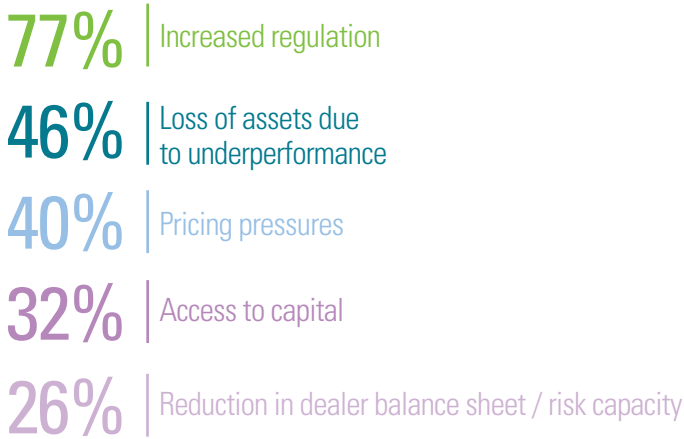 77% Increased regulation
46% Loss of assets due
to underperformance
40% Pricing pressures
32% Access to capital
26% Reduction in dealer balance sheet / risk capacity